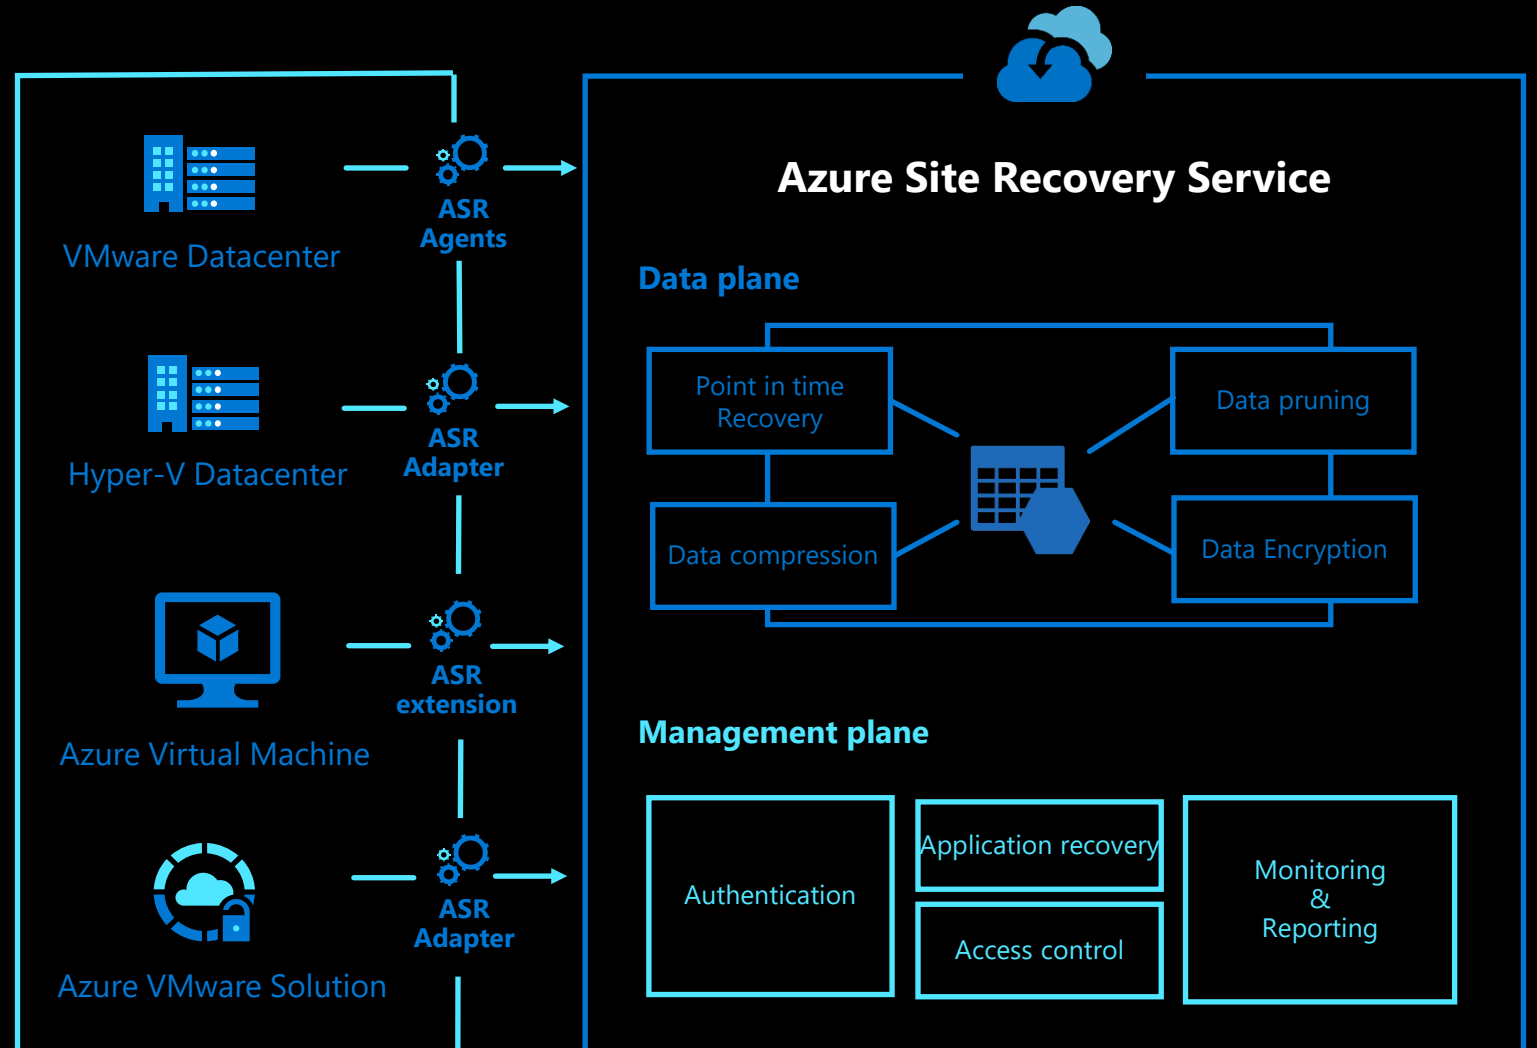 Azure Site Recovery Service
VMware Datacenter
ASR
Agents
Hyper-V Datacenter
ASR
Adapter
Azure Virtual Machine
ASR
extension
Azure VMware Solution
ASR
Adapter
Data plane
Point in time
Recovery
Data pruning
Data compression
Data Encryption
Management plane
Authentication
Application recovery
Access control
Monitoring
&
Reporting